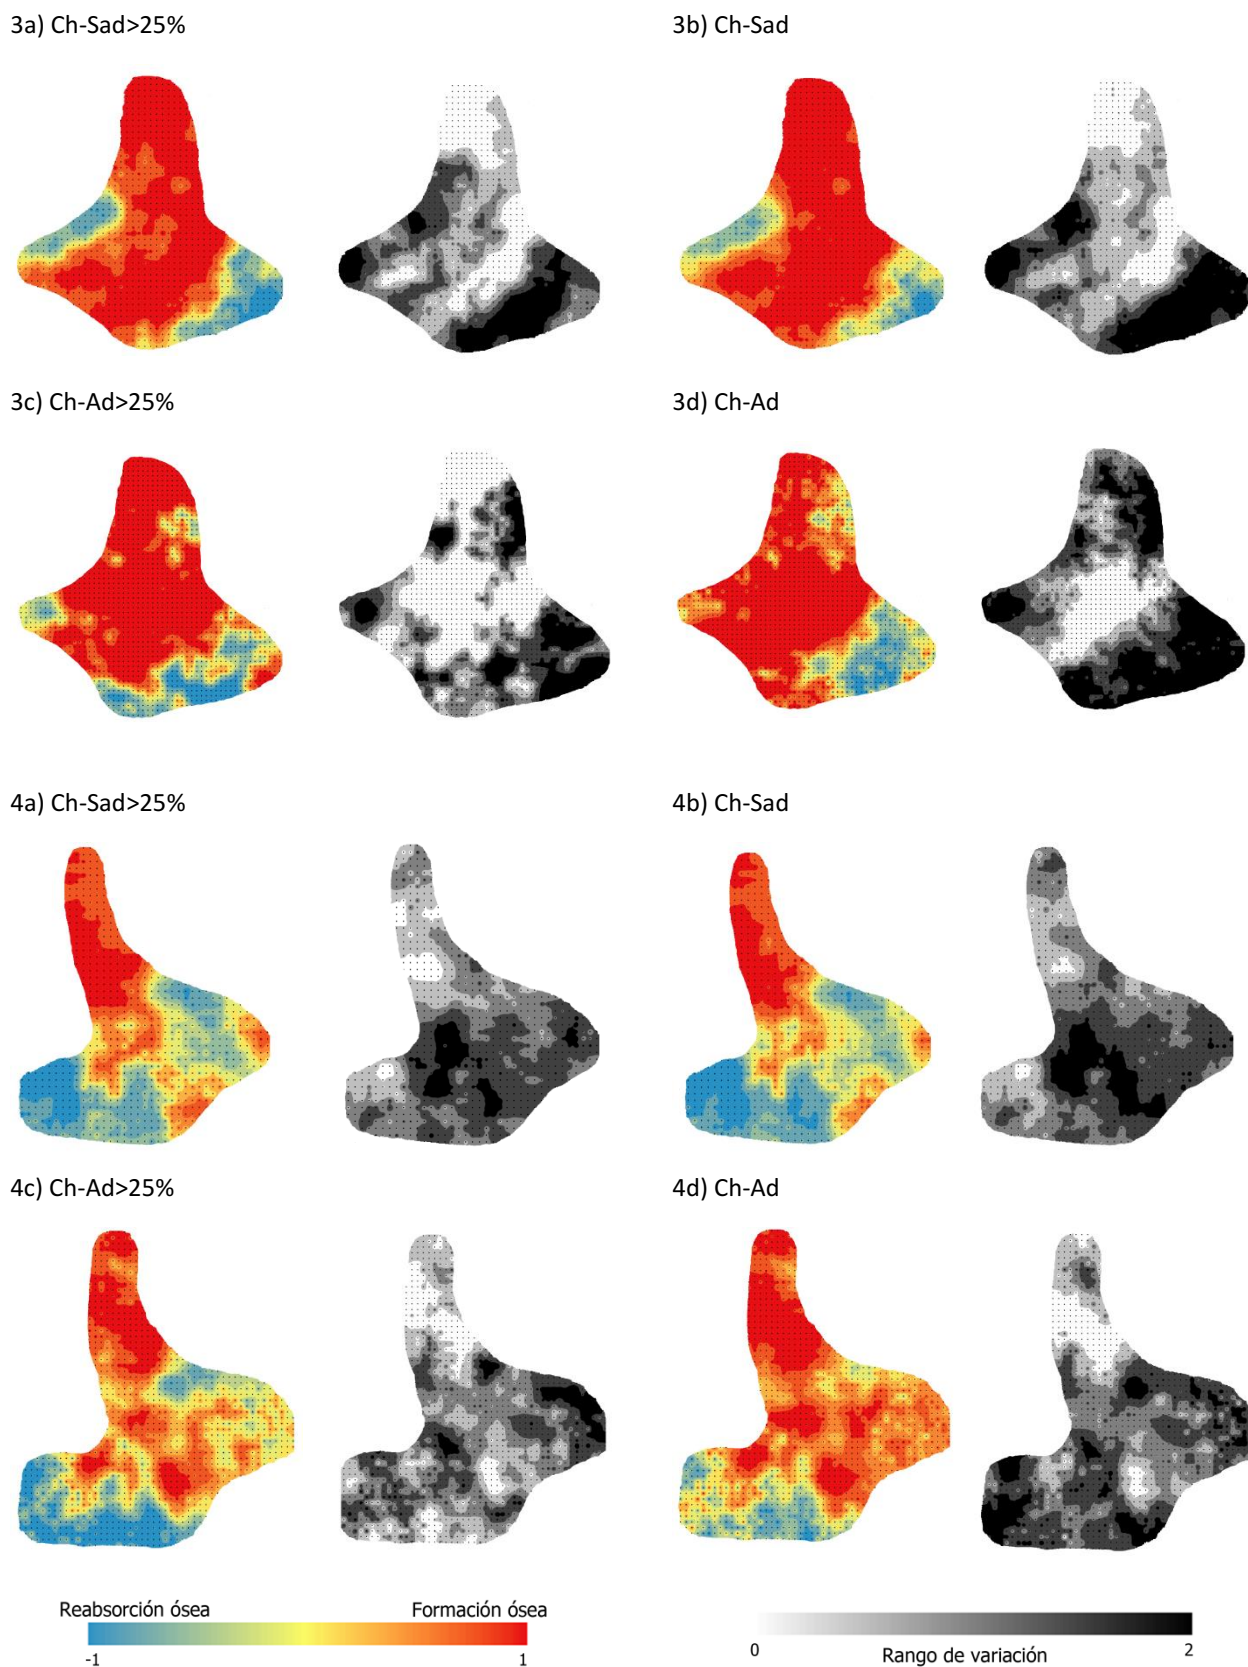 3a) Ch-Sad>25%
3b) Ch-Sad
3c) Ch-Ad>25%
3d) Ch-Ad
4a) Ch-Sad>25%
4b) Ch-Sad
4c) Ch-Ad>25%
4d) Ch-Ad
Reabsorción ósea Formación ósea
-1 1
0 2
Rango de variación